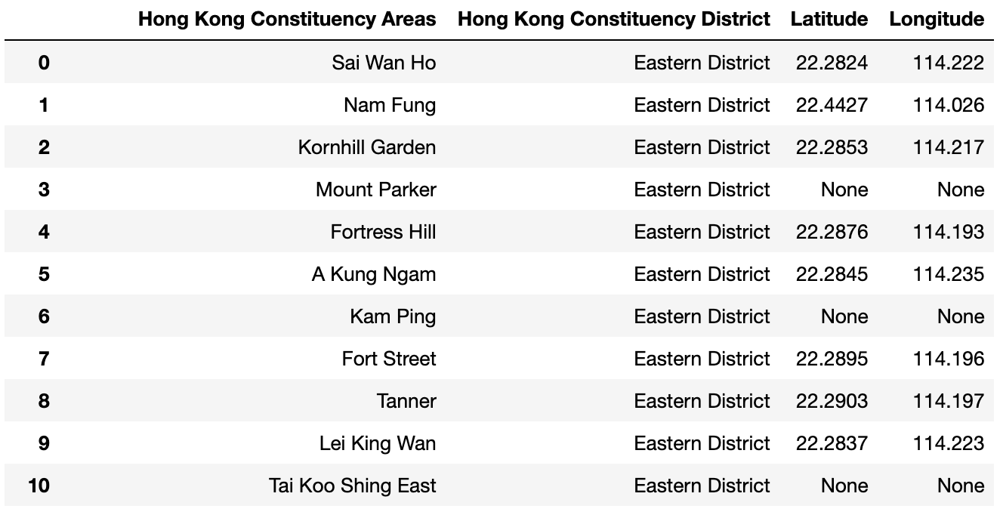 Hong Kong Constituency Areas Hong Kong Constituency District Latitude Longitude
0 Sai Wan Ho Eastern District 22.2824 114.222
1 Nam Fung Eastern District 22.4427 114.026
2 Kornhill Garden Eastern District 22.2853 114.217
3 Mount Parker Eastern District None None
4 Fortress Hill Eastern District 22.2876 114.193
5 A Kung Ngam Eastern District 22.2845 114.235
6 Kam Ping Eastern District None None
7 Fort Street Eastern District 22.2895 114.196
8 Tanner Eastern District 22.2903 114.197
9 Lei King Wan Eastern District 22.2837 114.223
10 Tai Koo Shing East Eastern District None None